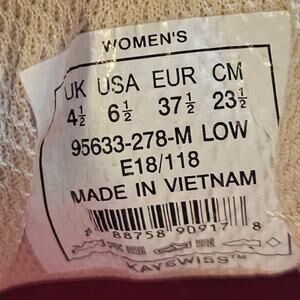 WOMEN'S
UK USA EUR CM
4½ 6½ 37½ 23½
95633-278-M LOW
E18/118
MADE IN VIETNAM
88758 90917 8
KAYSWISS™